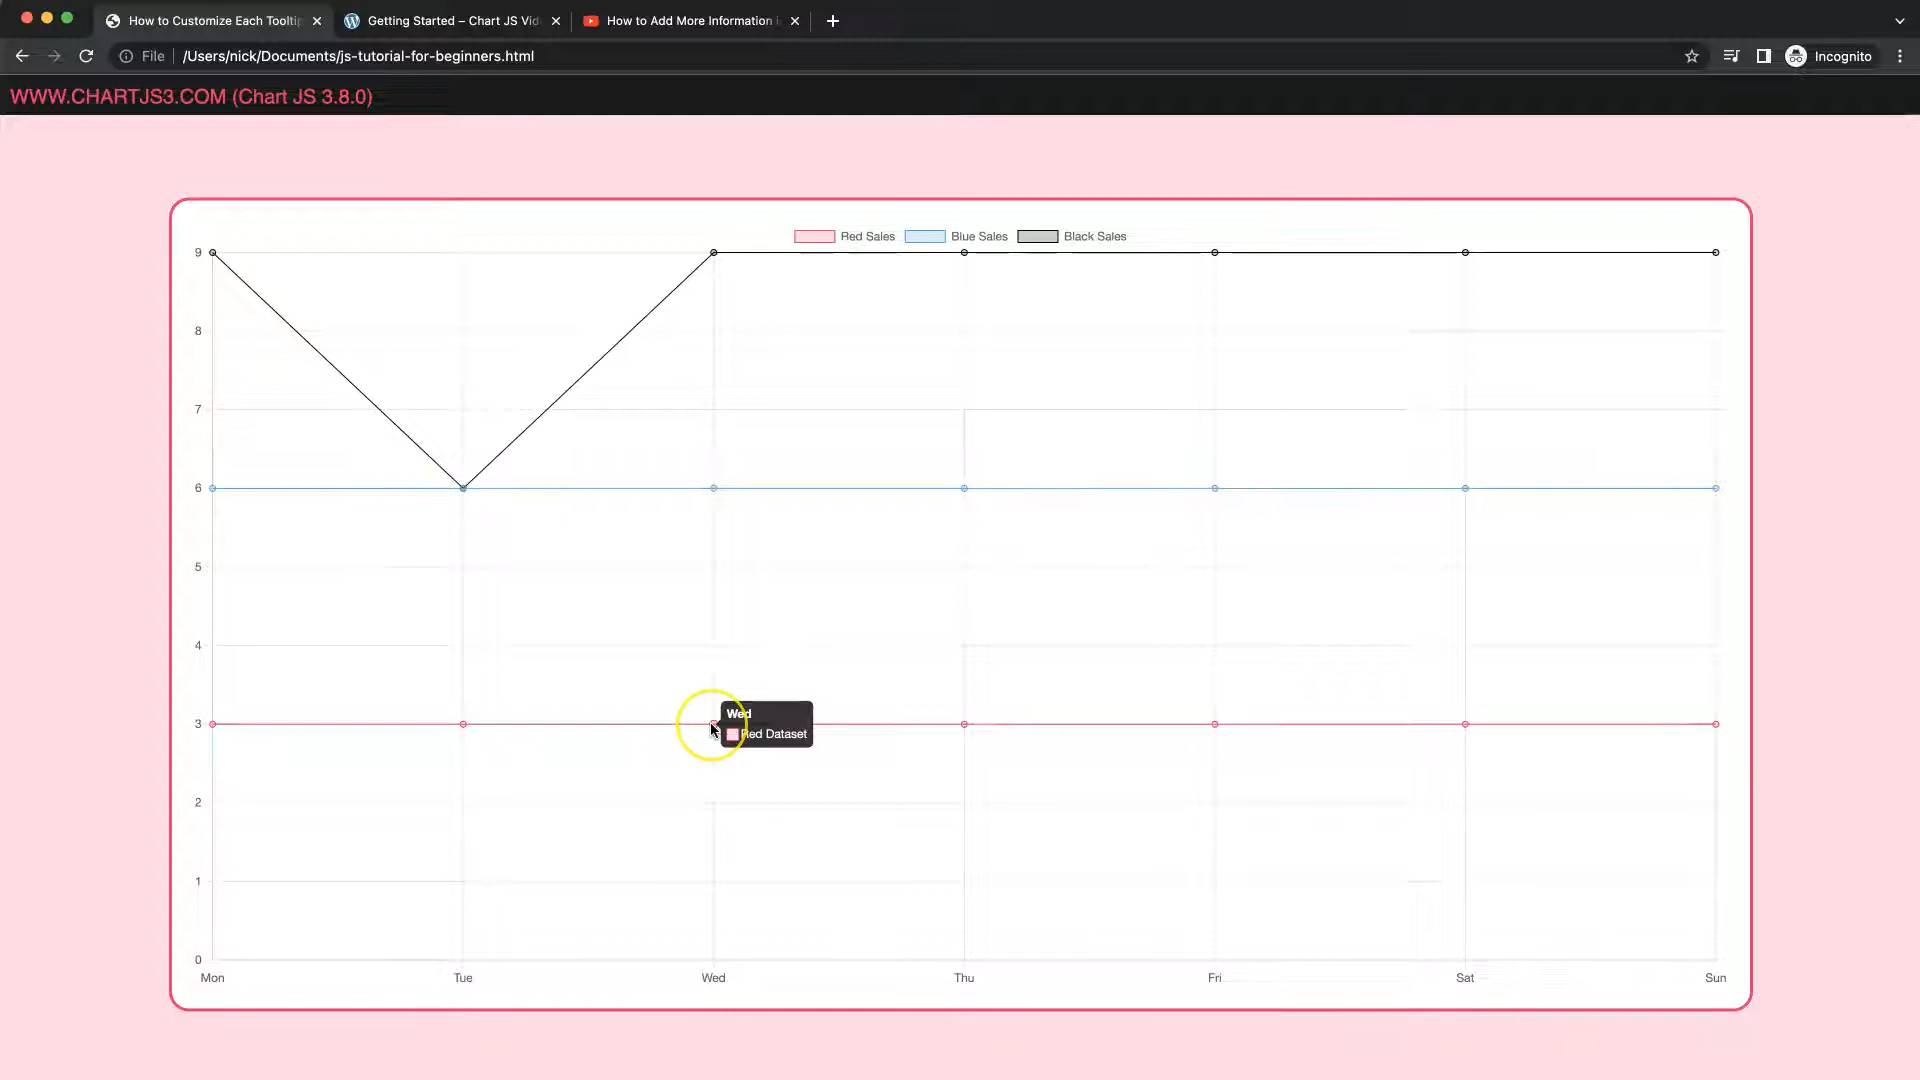 How to Customize Each Tooltip
Getting Started – Chart JS Vid
How to Add More Information i
File
/Users/nick/Documents/js-tutorial-for-beginners.html
Incognito
WWW.CHARTJS3.COM (Chart JS 3.8.0)
Red Sales
Blue Sales
Black Sales
9
8
7
6
5
4
3
2
1
0
Wed
Red Dataset
Mon
Tue
Wed
Thu
Fri
Sat
Sun